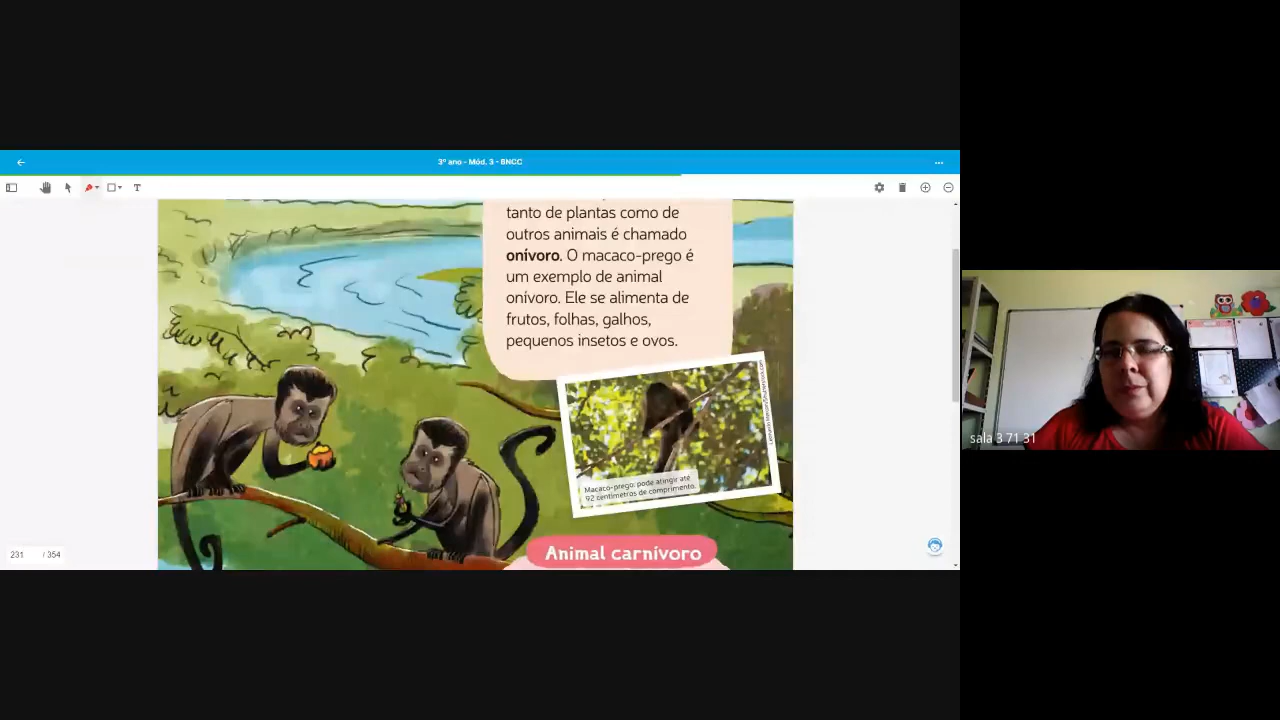 3º ano - Mód. 3 - BNCC
T
tanto de plantas como de
outros animais é chamado
onívoro. O macaco-prego é
um exemplo de animal
onívoro. Ele se alimenta de
frutos, folhas, galhos,
pequenos insetos e ovos.
Macaco-prego: pode atingir até
92 centímetros de comprimento.
Animal carnívoro
231 / 354
sala 3 71 31